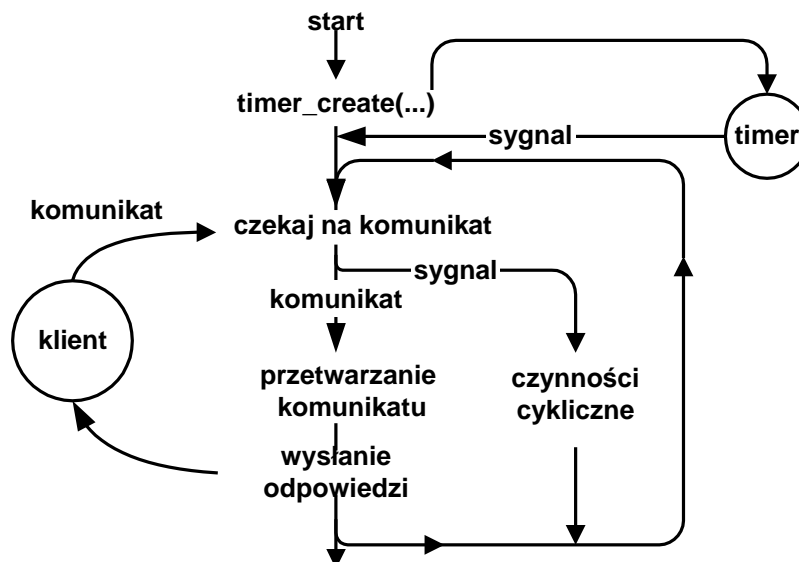 start
timer_create(...)
sygnal
timer
komunikat
czekaj na komunikat
sygnal
komunikat
klient
przetwarzanie
komunikatu
czynności
cykliczne
wysłanie
odpowiedzi